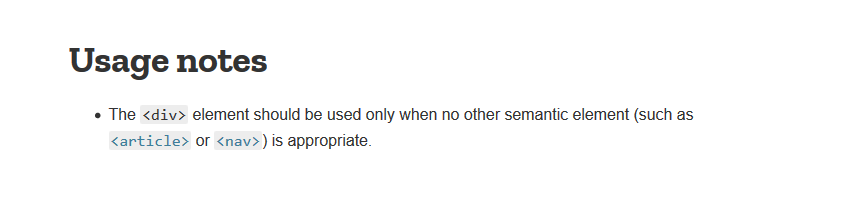 Usage notes
• The <div> element should be used only when no other semantic element (such as
<article> or <nav>) is appropriate.